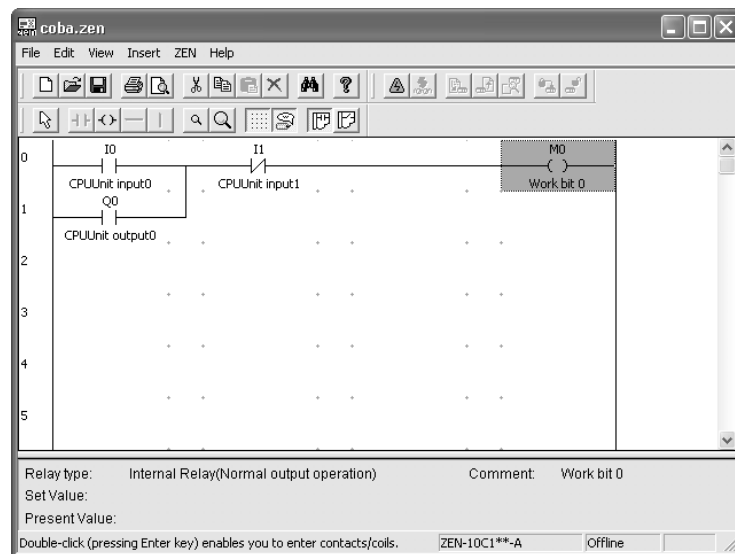 coba.zen
File Edit View Insert ZEN Help
0
I0
I1
M0
CPUUnit input0
CPUUnit input1
Work bit 0
1
Q0
CPUUnit output0
2
3
4
5
Relay type: Internal Relay(Normal output operation) Comment: Work bit 0
Set Value:
Present Value:
Double-click (pressing Enter key) enables you to enter contacts/coils. ZEN-10C1**-A Offline